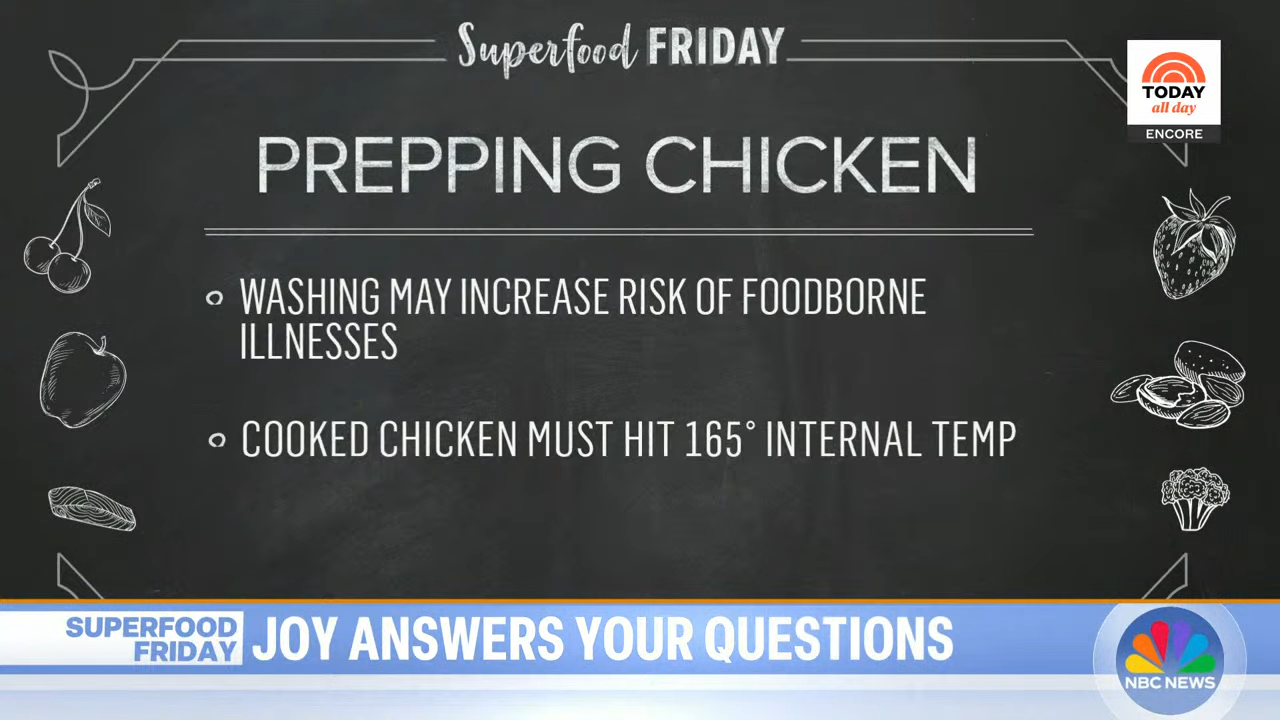 Superfood FRIDAY
TODAY
all day
ENCORE
PREPPING CHICKEN
WASHING MAY INCREASE RISK OF FOODBORNE
ILLNESSES
COOKED CHICKEN MUST HIT 165° INTERNAL TEMP
SUPERFOOD
FRIDAY
JOY ANSWERS YOUR QUESTIONS
NBC NEWS